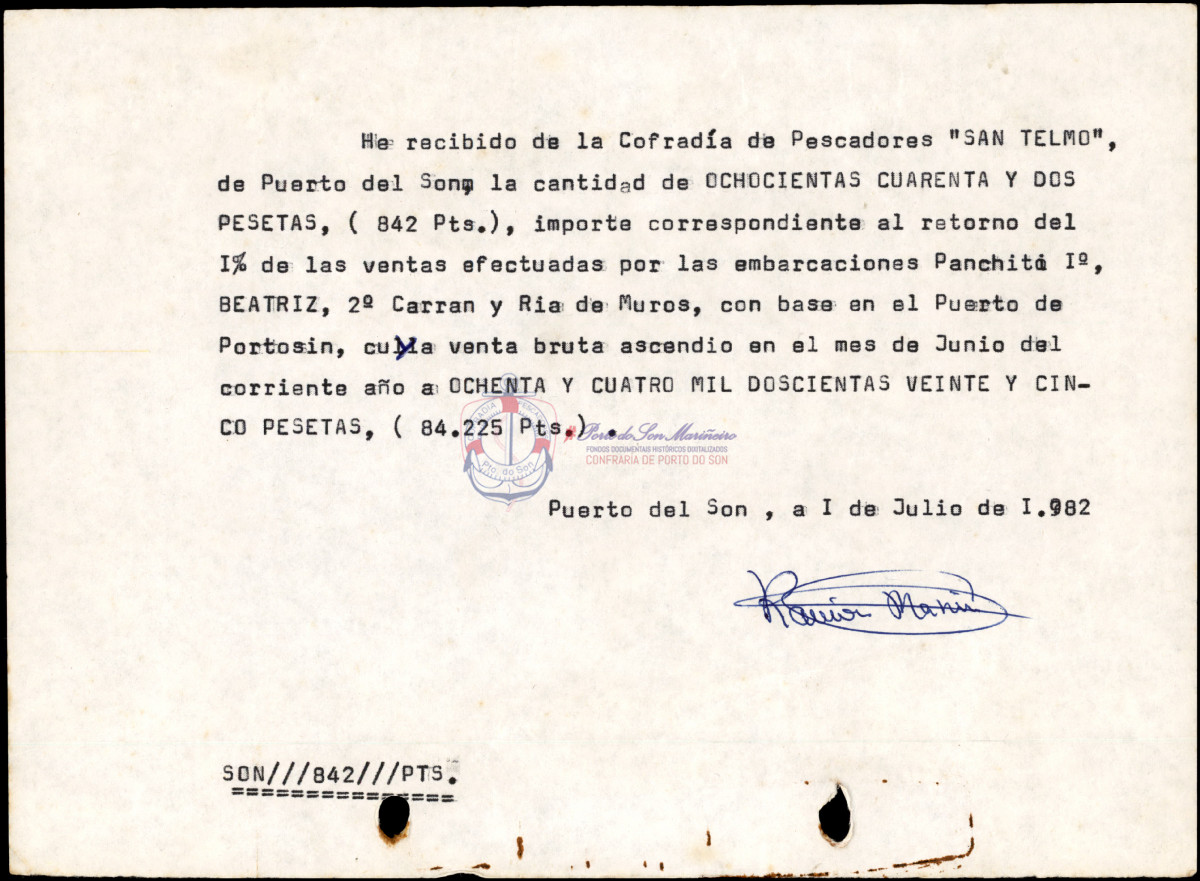 He recibido de la Cofradía de Pescadores "SAN TELMO",
de Puerto del Son, la cantidad de OCHOCIENTAS CUARENTA Y DOS
PESETAS, ( 842 Pts.), importe correspondiente al retorno del
I% de las ventas efectuadas por las embarcaciones Panchito Iº,
BEATRIZ, 2º Carran y Ria de Muros, con base en el Puerto de
Portosin, cuya venta bruta ascendio en el mes de Junio del
corriente año a OCHENTA Y CUATRO MIL DOSCIENTAS VEINTE Y CIN-
CO PESETAS, ( 84.225 Pts.) .
Pto. do Son
Porto do Son Mariñeiro
FONDOS DOCUMENTAIS HISTÓRICOS DIXITALIZADOS
CONFRARÍA DE PORTO DO SON
Puerto del Son , a I de Julio de I.982
SON///842///PTS.